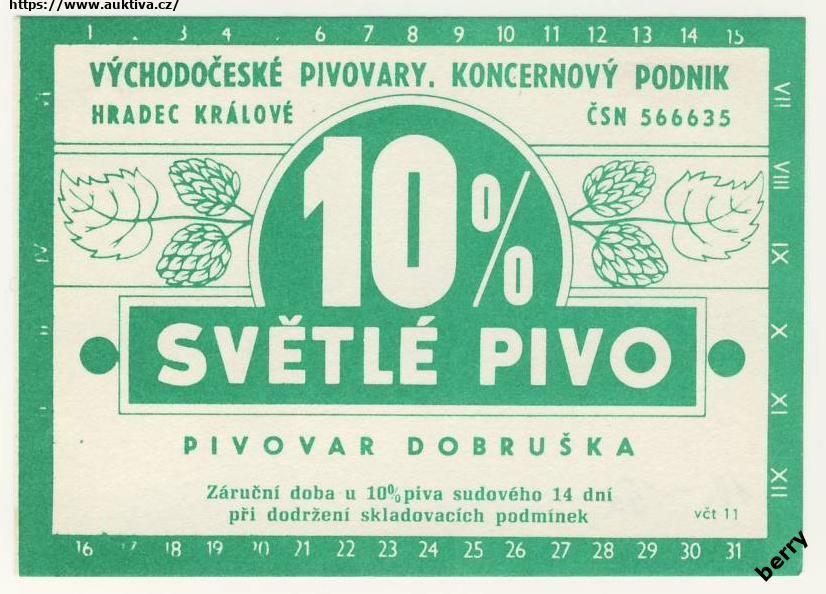 https://www.auktiva.cz/
1 3 4 6 7 8 9 10 11 12 13 14 15
VÝCHODOČESKÉ PIVOVARY, KONCERNOVÝ PODNIK
HRADEC KRÁLOVÉ ČSN 566635
10%
SVĚTLÉ PIVO
PIVOVAR DOBRUŠKA
Záruční doba u 10% piva sudového 14 dní
při dodržení skladovacích podmínek
včt 11
VII
VIII
IX
X
XI
XII
IV
16 18 19 20 21 22 23 24 25 26 27 28 29 30 31
berry